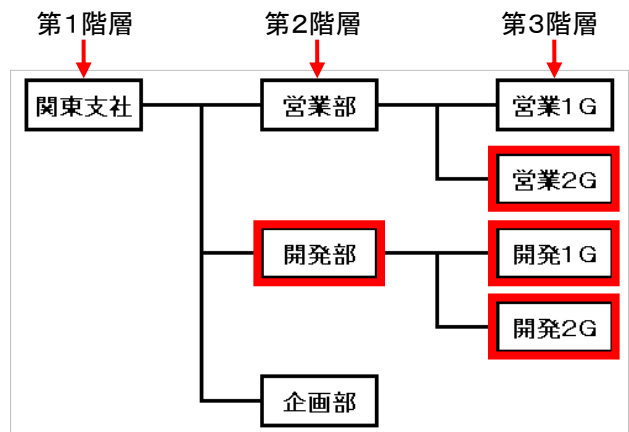 第1階層 第2階層 第3階層
関東支社 営業部 営業1G
営業2G
開発部 開発1G
開発2G
企画部